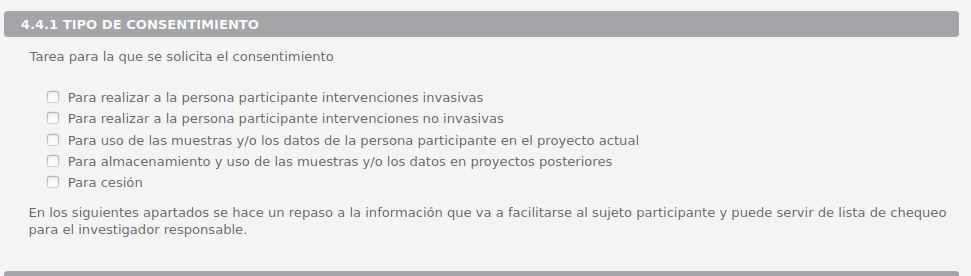 4.4.1 TIPO DE CONSENTIMIENTO
Tarea para la que se solicita el consentimiento
Para realizar a la persona participante intervenciones invasivas
Para realizar a la persona participante intervenciones no invasivas
Para uso de las muestras y/o los datos de la persona participante en el proyecto actual
Para almacenamiento y uso de las muestras y/o los datos en proyectos posteriores
Para cesión
En los siguientes apartados se hace un repaso a la información que va a facilitarse al sujeto participante y puede servir de lista de chequeo
para el investigador responsable.